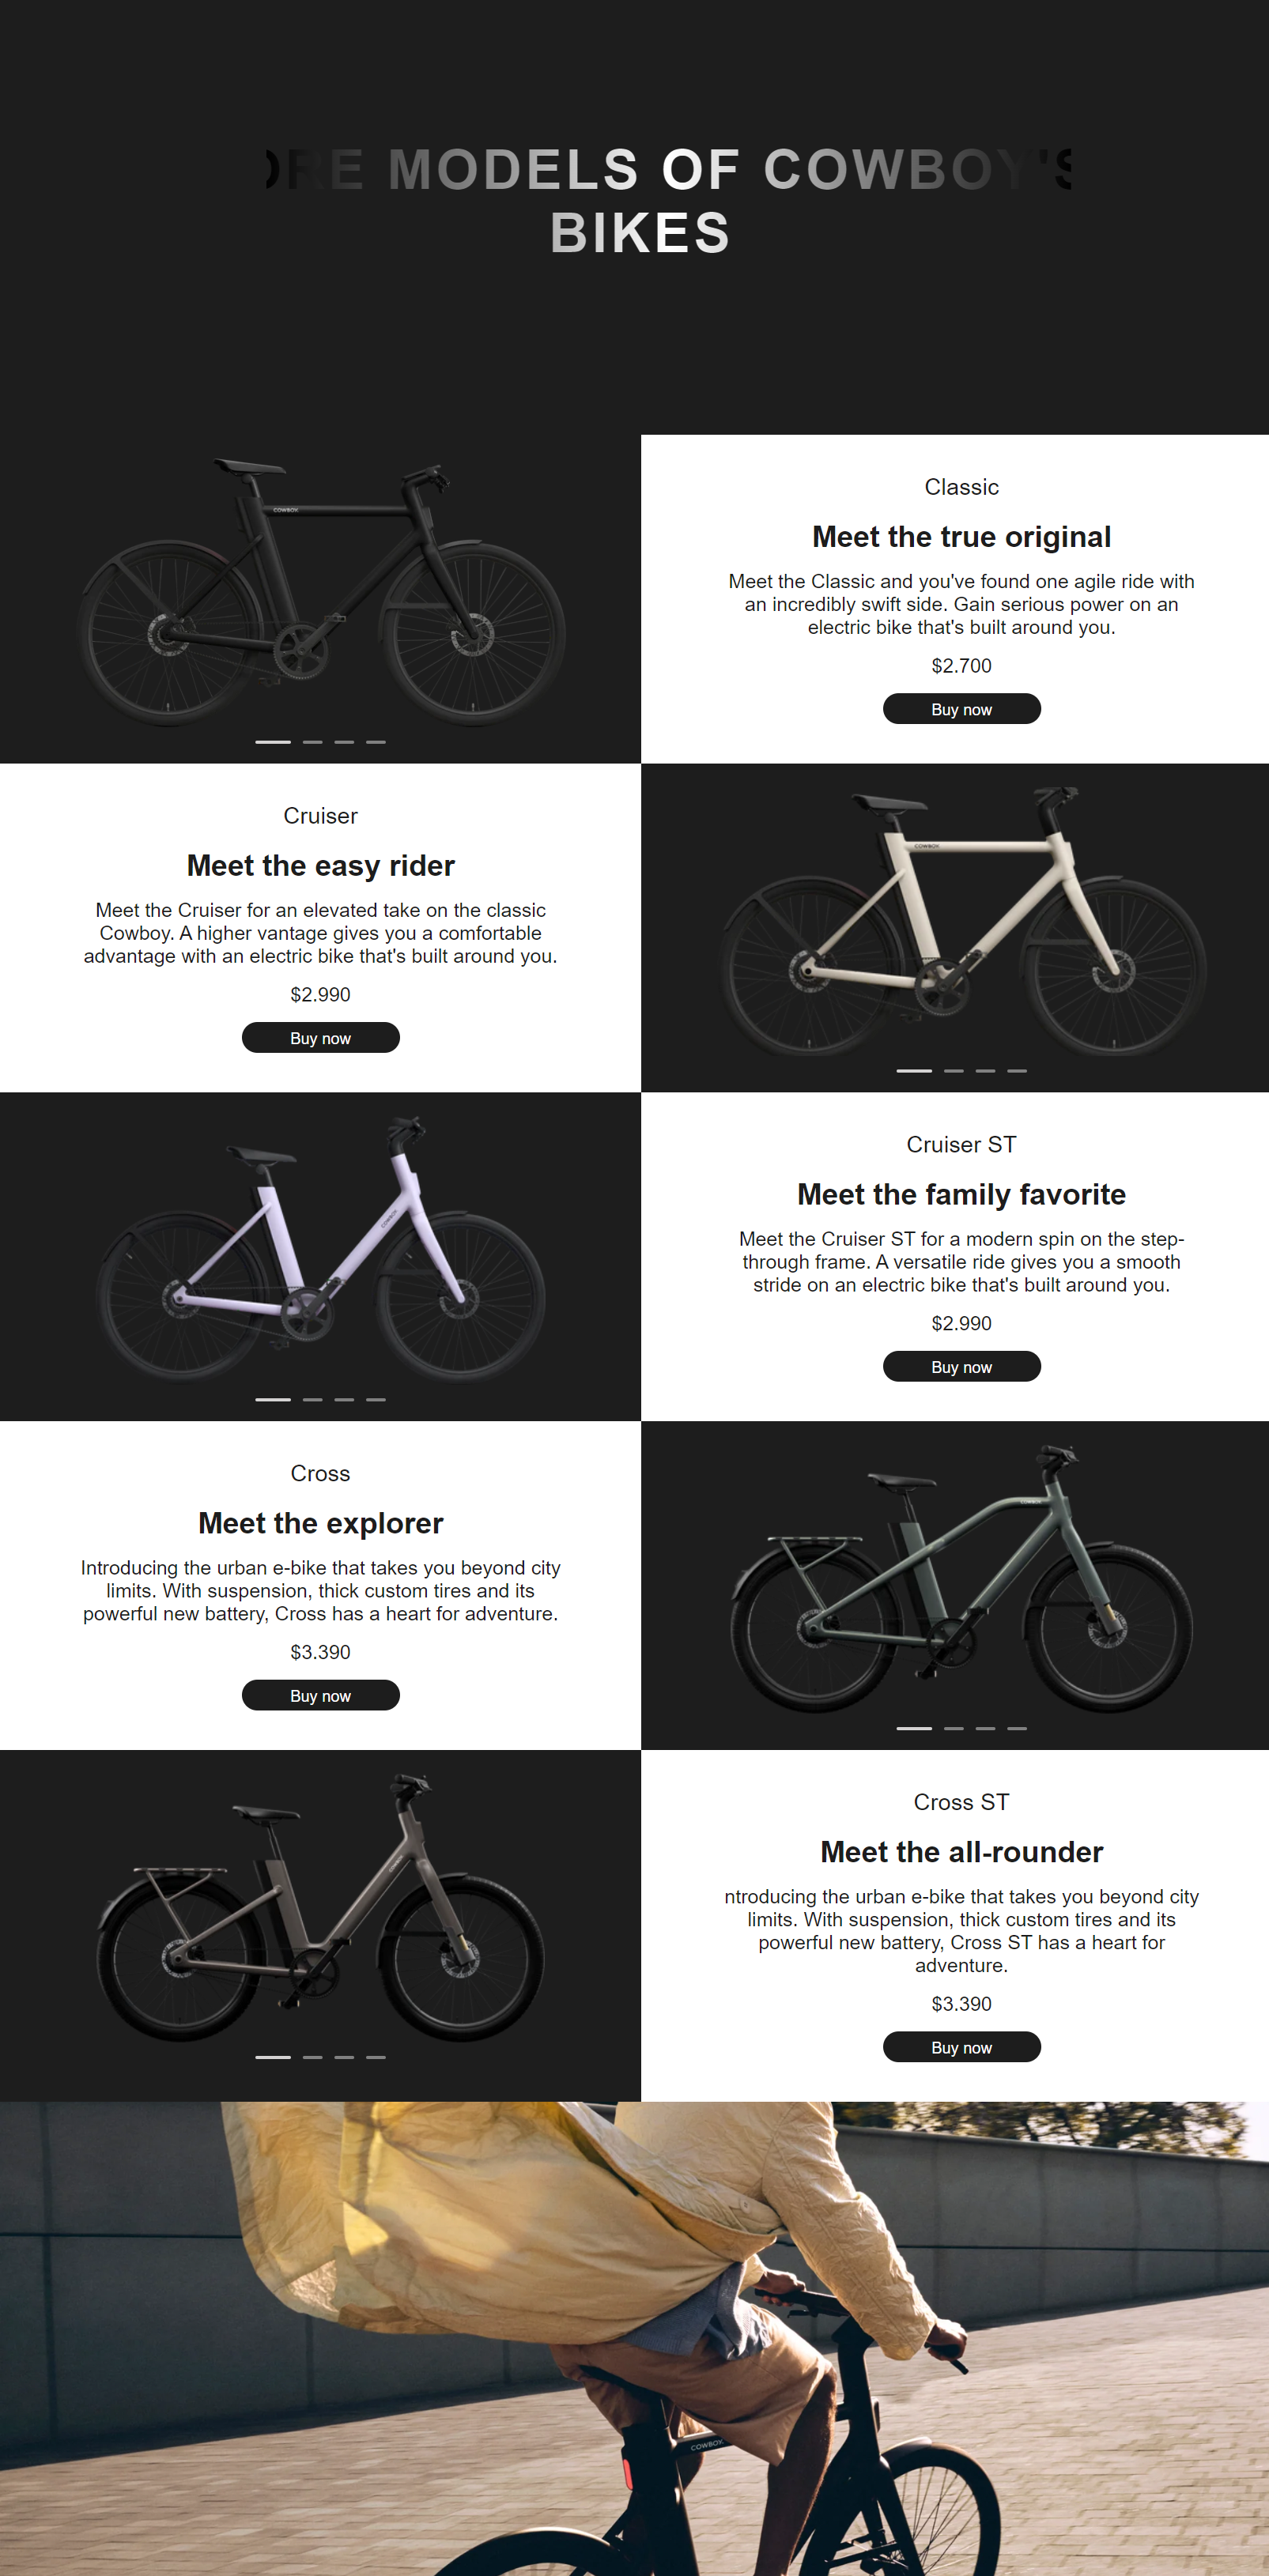 ORE MODELS OF COWBOY'S
BIKES
COWBOY
Classic
Meet the true original
Meet the Classic and you've found one agile ride with
an incredibly swift side. Gain serious power on an
electric bike that's built around you.
$2.700
Buy now
Cruiser
Meet the easy rider
Meet the Cruiser for an elevated take on the classic
Cowboy. A higher vantage gives you a comfortable
advantage with an electric bike that's built around you.
$2.990
Buy now
COWBOY
COWBOY
Cruiser ST
Meet the family favorite
Meet the Cruiser ST for a modern spin on the step-
through frame. A versatile ride gives you a smooth
stride on an electric bike that's built around you.
$2.990
Buy now
Cross
Meet the explorer
Introducing the urban e-bike that takes you beyond city
limits. With suspension, thick custom tires and its
powerful new battery, Cross has a heart for adventure.
$3.390
Buy now
COWBOY
COWBOY
Cross ST
Meet the all-rounder
ntroducing the urban e-bike that takes you beyond city
limits. With suspension, thick custom tires and its
powerful new battery, Cross ST has a heart for
adventure.
$3.390
Buy now
COWBOY